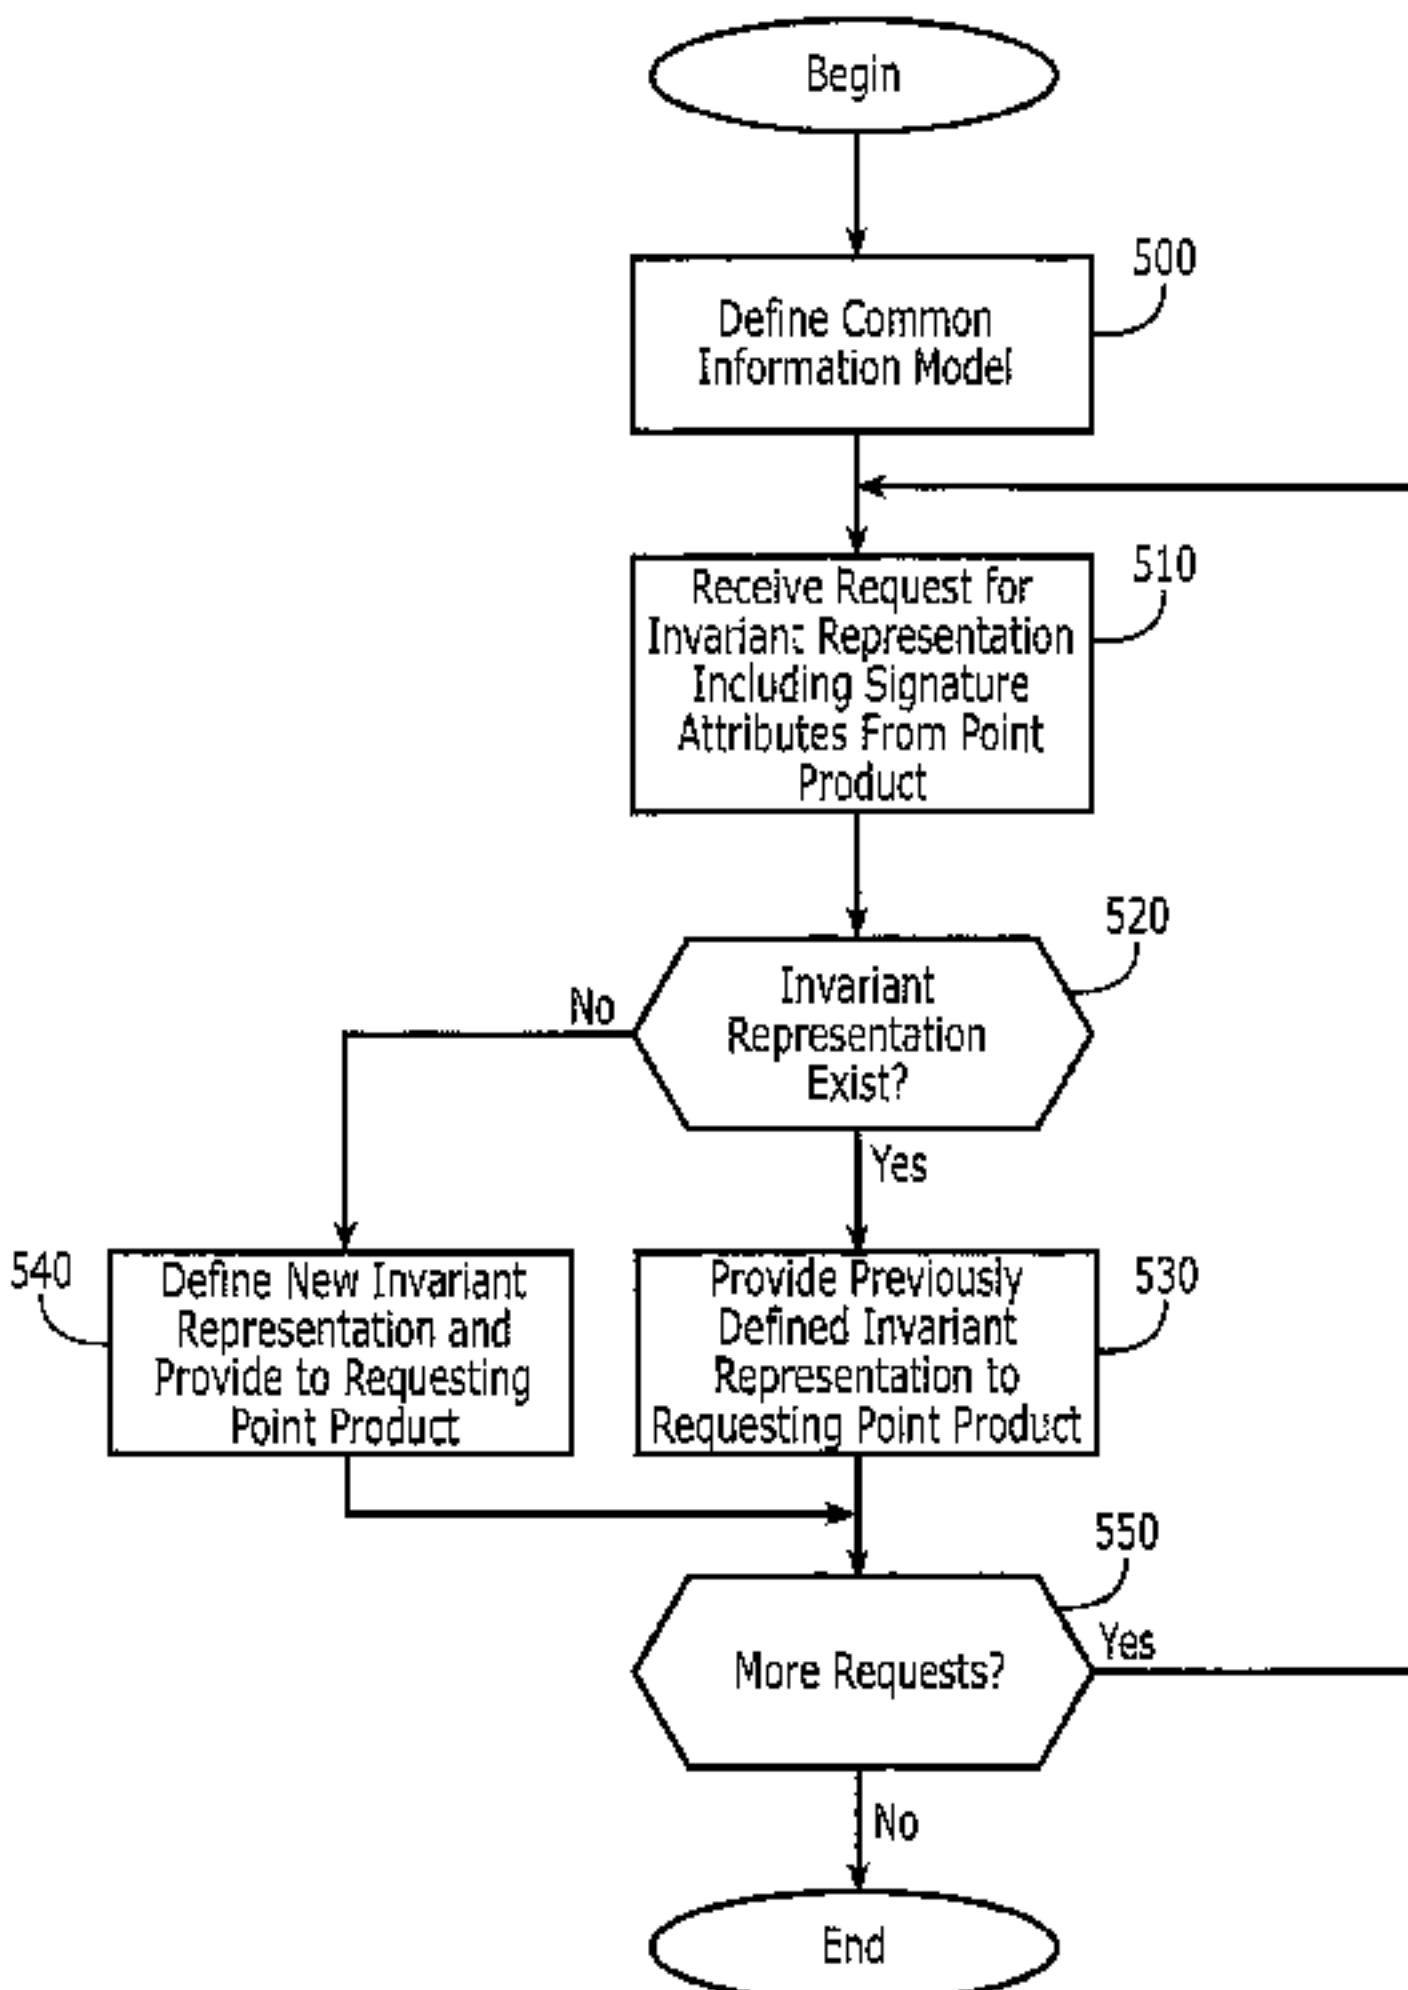 Begin
500
Define Common
Information Model
510
Receive Request for
Invariant Representation
Including Signature
Attributes From Point
Product
520
Invariant
Representation
Exist?
No
Yes
540
Define New Invariant
Representation and
Provide to Requesting
Point Product
530
Provide Previously
Defined Invariant
Representation to
Requesting Point Product
550
More Requests?
Yes
No
End